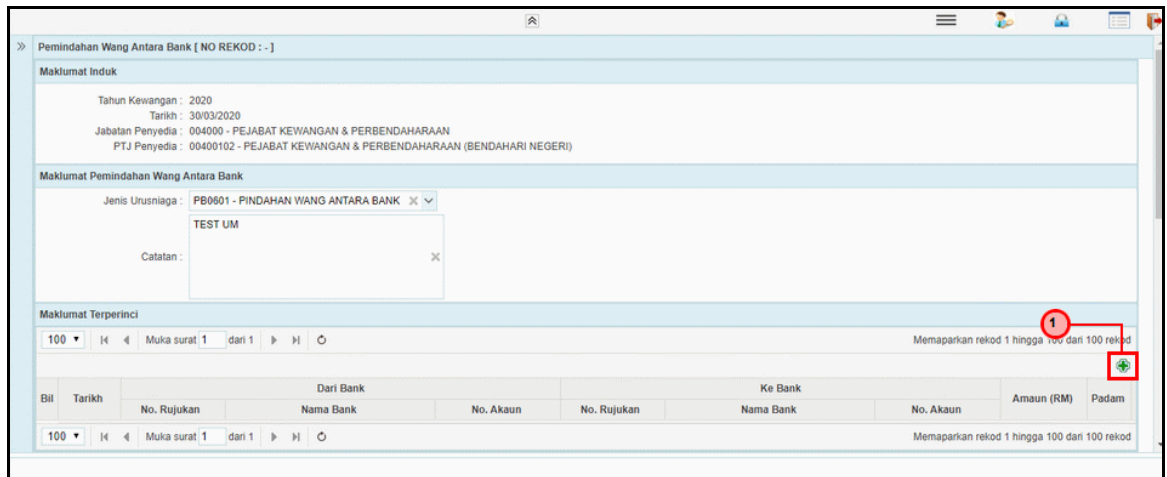 Pemindahan Wang Antara Bank [ NO REKOD : - ]
Maklumat Induk
Tahun Kewangan : 2020
Tarikh : 30/03/2020
Jabatan Penyedia : 004000 - PEJABAT KEWANGAN & PERBENDAHARAAN
PTJ Penyedia : 00400102 - PEJABAT KEWANGAN & PERBENDAHARAAN (BENDAHARI NEGERI)
Maklumat Pemindahan Wang Antara Bank
Jenis Urusniaga : PB0601 - PINDAHAN WANG ANTARA BANK
TEST UM
Catatan :
Maklumat Terperinci
1
100 Muka surat 1 dari 1 Memaparkan rekod 1 hingga 100 dari 100 rekod
Dari Bank Ke Bank
Bil Tarikh Amaun (RM) Padam
No. Rujukan Nama Bank No. Akaun No. Rujukan Nama Bank No. Akaun
100 Muka surat 1 dari 1 Memaparkan rekod 1 hingga 100 dari 100 rekod